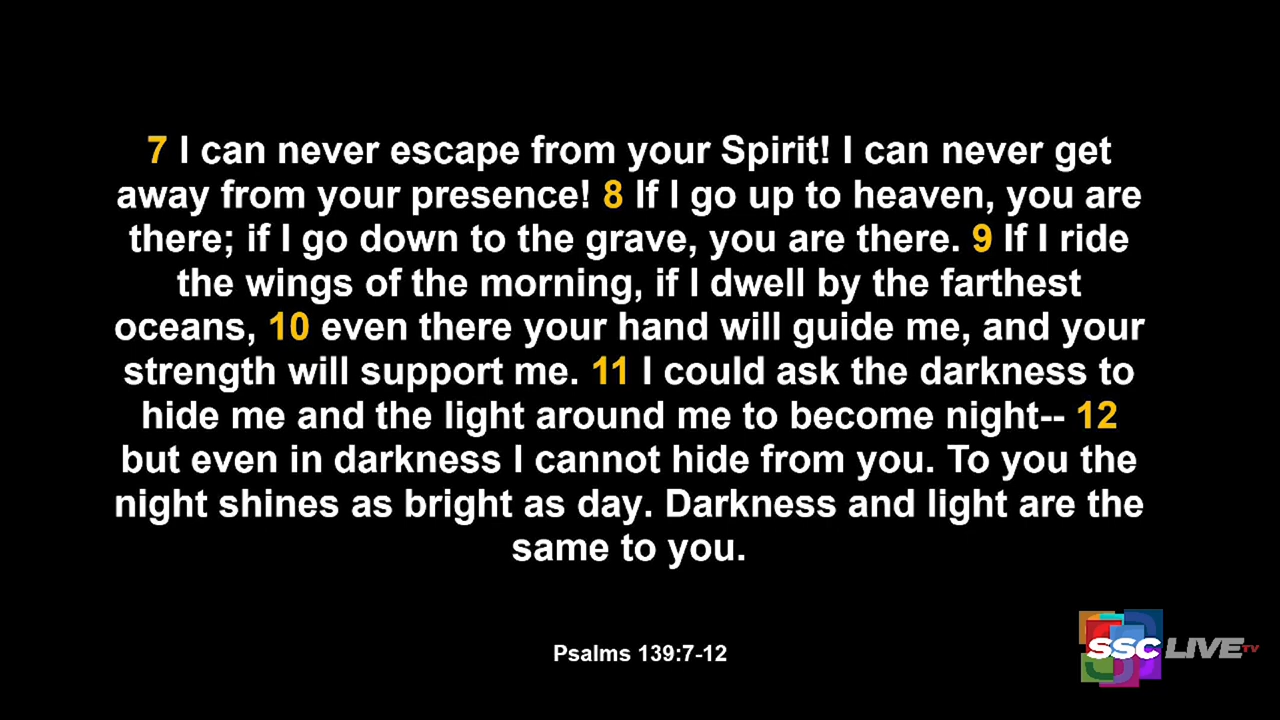 7 I can never escape from your Spirit! I can never get
away from your presence! 8 If I go up to heaven, you are
there; if I go down to the grave, you are there. 9 If I ride
the wings of the morning, if I dwell by the farthest
oceans, 10 even there your hand will guide me, and your
strength will support me. 11 I could ask the darkness to
hide me and the light around me to become night-- 12
but even in darkness I cannot hide from you. To you the
night shines as bright as day. Darkness and light are the
same to you.
Psalms 139:7-12
SSC LIVE TV